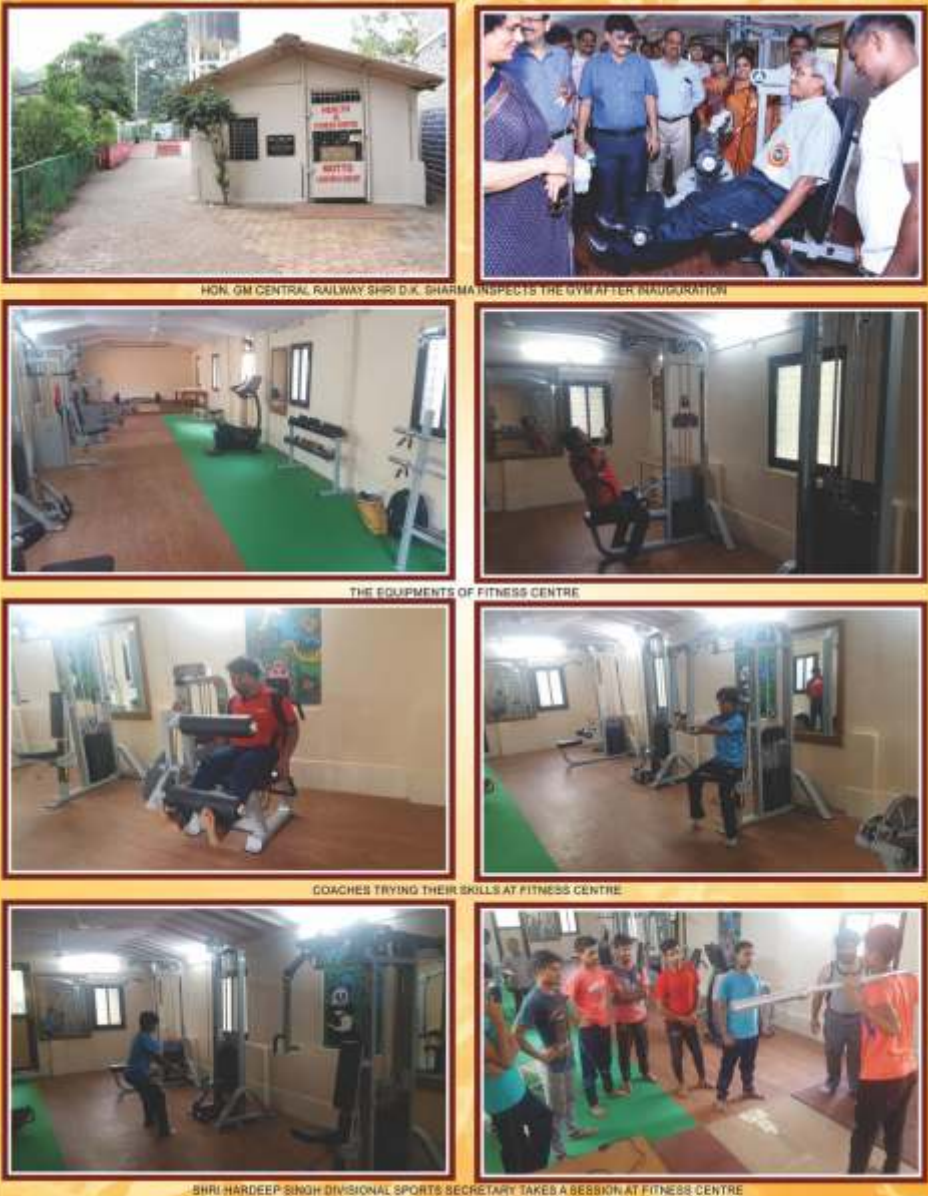 HEALTH
&
HON. GM CENTRAL RAILWAY SHRI D.K. SHARMA INSPECTS THE GYM AFTER INAUGURATION
THE EQUIPMENTS OF FITNESS CENTRE
COACHES TRYING THEIR SKILLS AT FITNESS CENTRE
SHRI HARDEEP SINGH DIVISIONAL SPORTS SECRETARY TAKES A SESSION AT FITNESS CENTRE